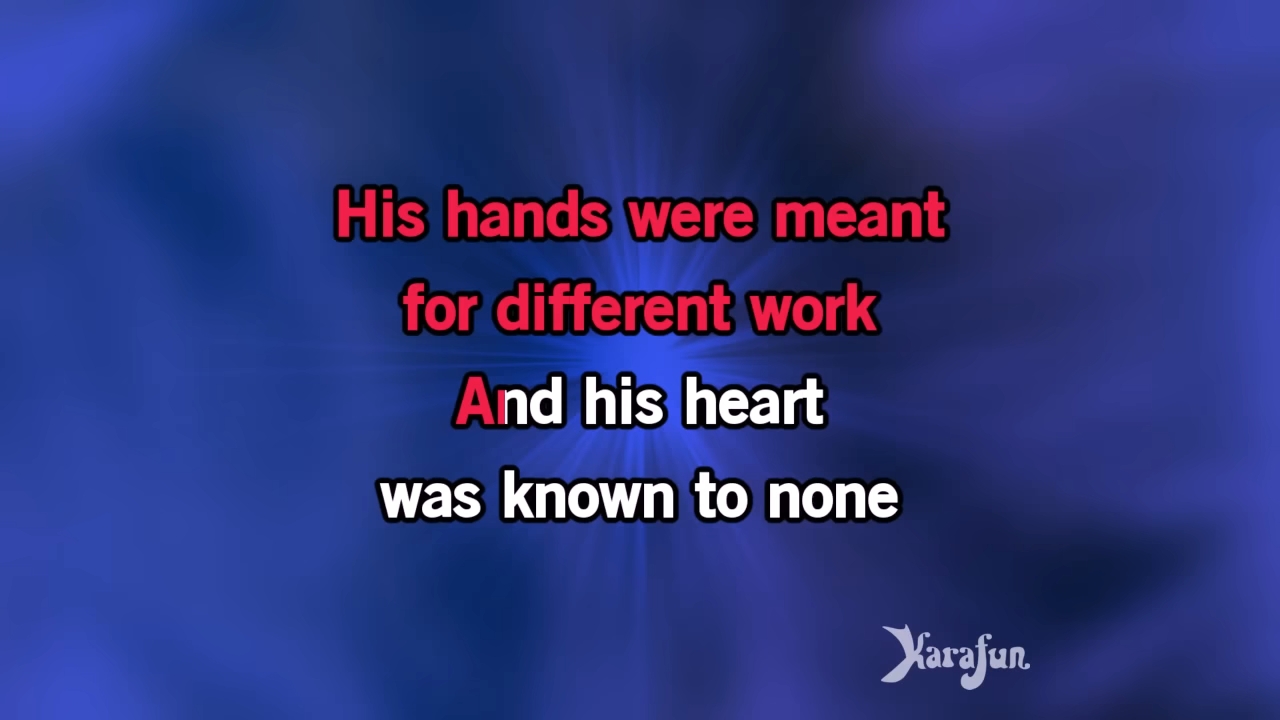 His hands were meant
for different work
And his heart
was known to none
Karafun